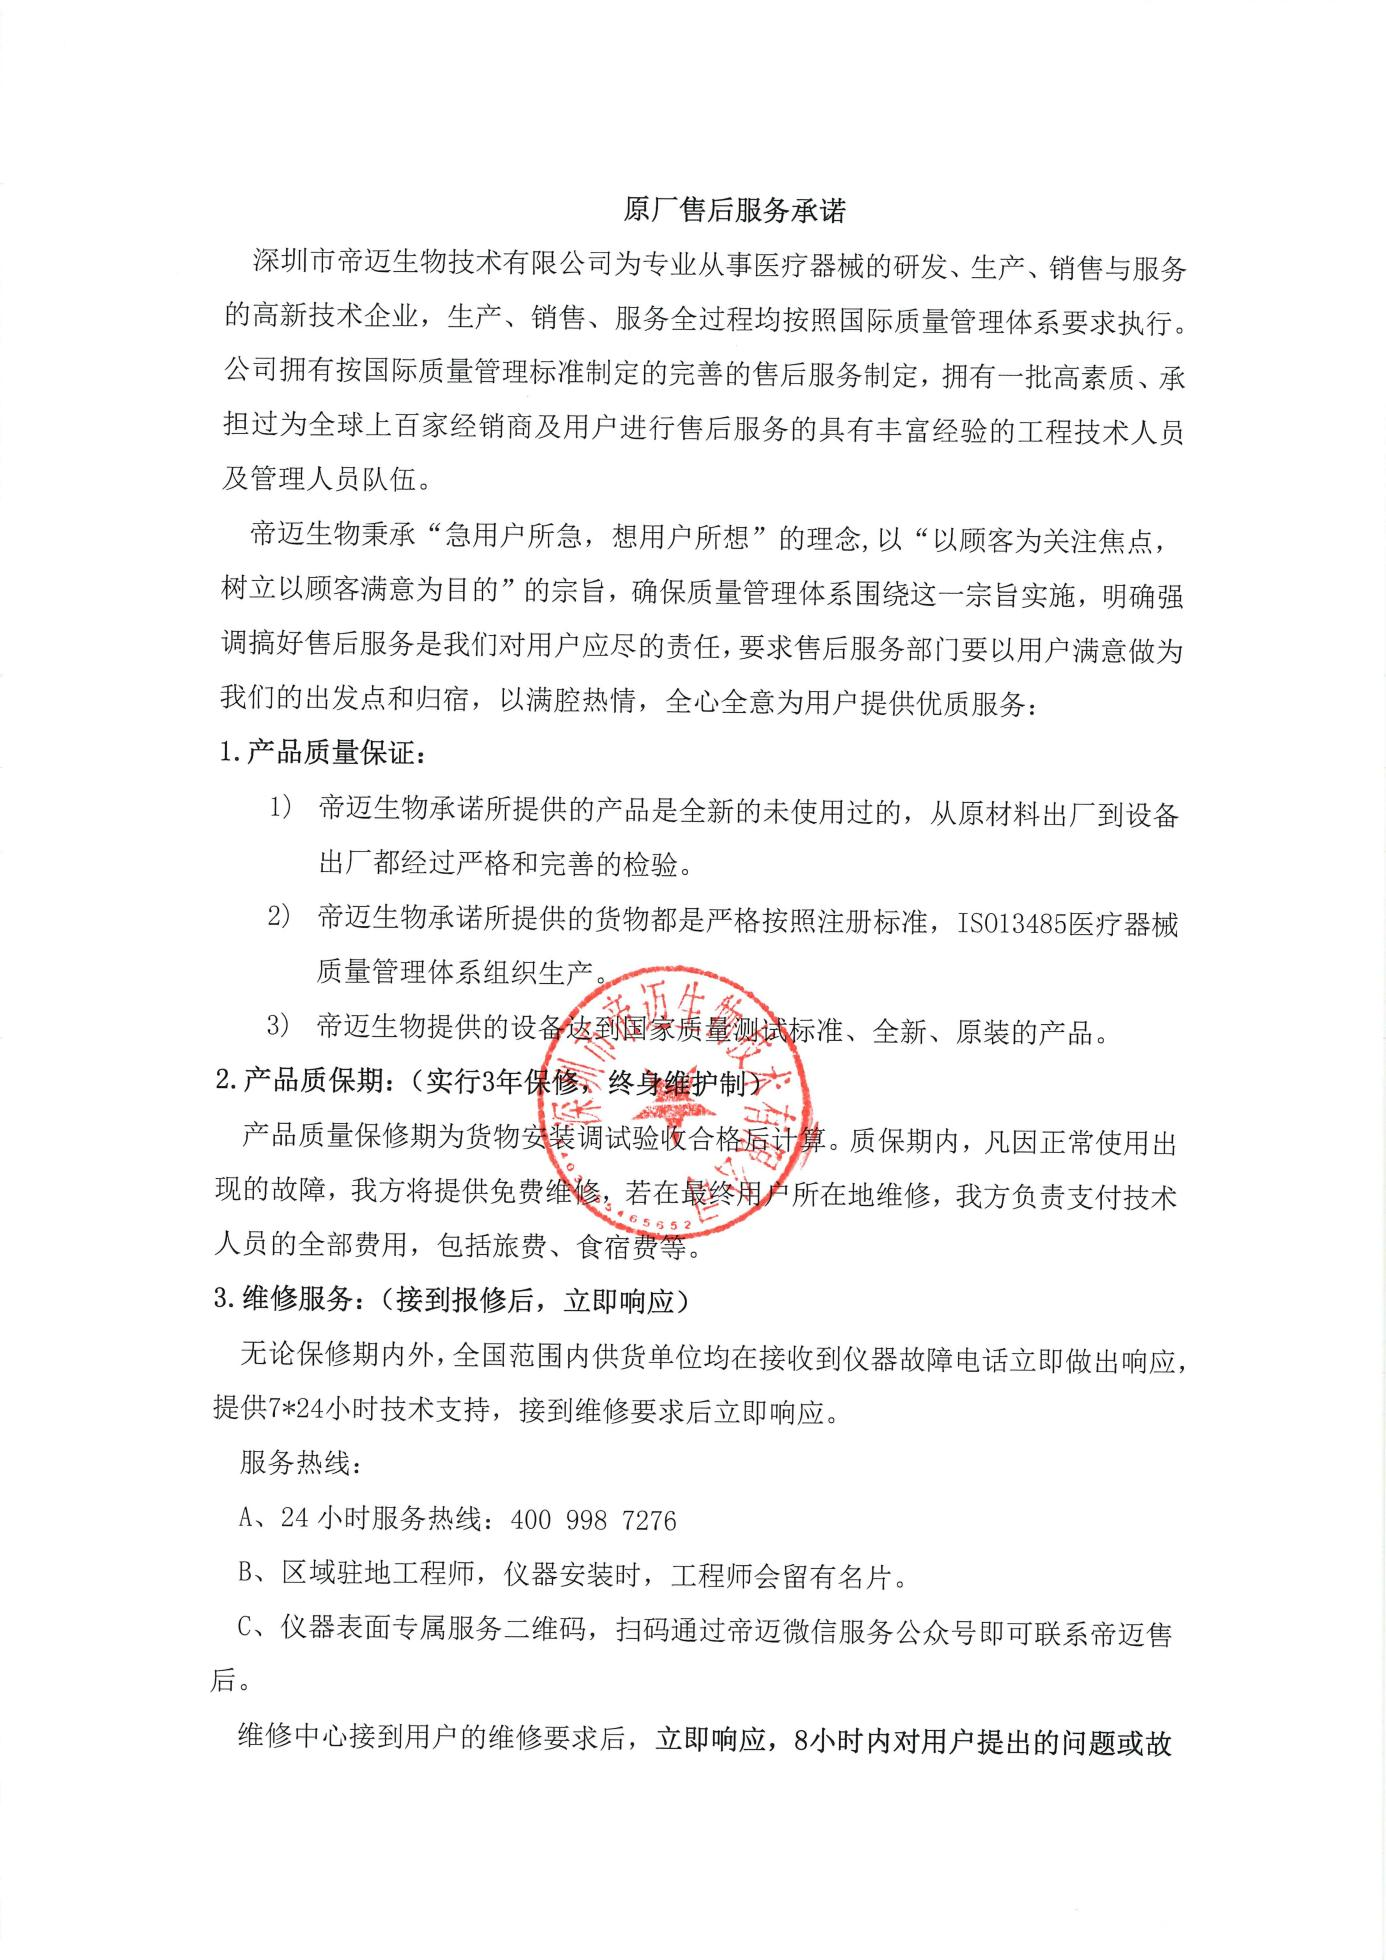 原厂售后服务承诺
深圳市帝迈生物技术有限公司为专业从事医疗器械的研发、生产、销售与服务
的高新技术企业，生产、销售、服务全过程均按照国际质量管理体系要求执行。
公司拥有按国际质量管理标准制定的完善的售后服务制定，拥有一批高素质、承
担过为全球上百家经销商及用户进行售后服务的具有丰富经验的工程技术人员
及管理人员队伍。
帝迈生物秉承“急用户所急，想用户所想”的理念，以“以顾客为关注焦点，
树立以顾客满意为目的”的宗旨，确保质量管理体系围绕这一宗旨实施，明确强
调搞好售后服务是我们对用户应尽的责任，要求售后服务部门要以用户满意做为
我们的出发点和归宿，以满腔热情，全心全意为用户提供优质服务：
1.产品质量保证：
1) 帝迈生物承诺所提供的产品是全新的未使用过的，从原材料出厂到设备
出厂都经过严格和完善的检验。
2) 帝迈生物承诺所提供的货物都是严格按照注册标准，ISO13485医疗器械
质量管理体系组织生产。
3) 帝迈生物提供的设备达到国家质量测试标准、全新、原装的产品。
2.产品质保期：（实行3年保修，终身维护制）
产品质量保修期为货物安装调试验收合格后计算。质保期内，凡因正常使用出
现的故障，我方将提供免费维修，若在最终用户所在地维修，我方负责支付技术
人员的全部费用，包括旅费、食宿费等。
3.维修服务：（接到报修后，立即响应）
无论保修期内外，全国范围内供货单位均在接收到仪器故障电话立即做出响应，
提供7*24小时技术支持，接到维修要求后立即响应。
服务热线：
A、24 小时服务热线：400 998 7276
B、区域驻地工程师，仪器安装时，工程师会留有名片。
C、仪器表面专属服务二维码，扫码通过帝迈微信服务公众号即可联系帝迈售
后。
维修中心接到用户的维修要求后，立即响应，8小时内对用户提出的问题或故
深圳市帝迈生物技术有限公司